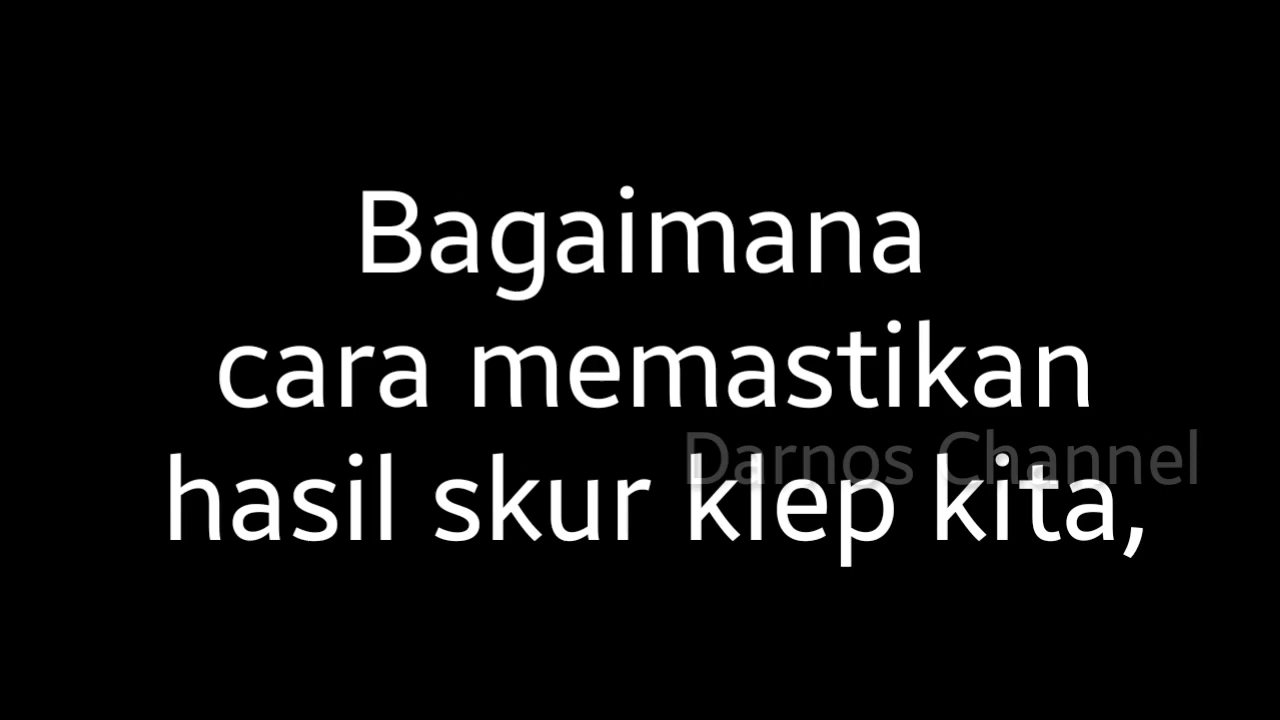 Bagaimana
cara memastikan
Darnos Channel
hasil skur klep kita,